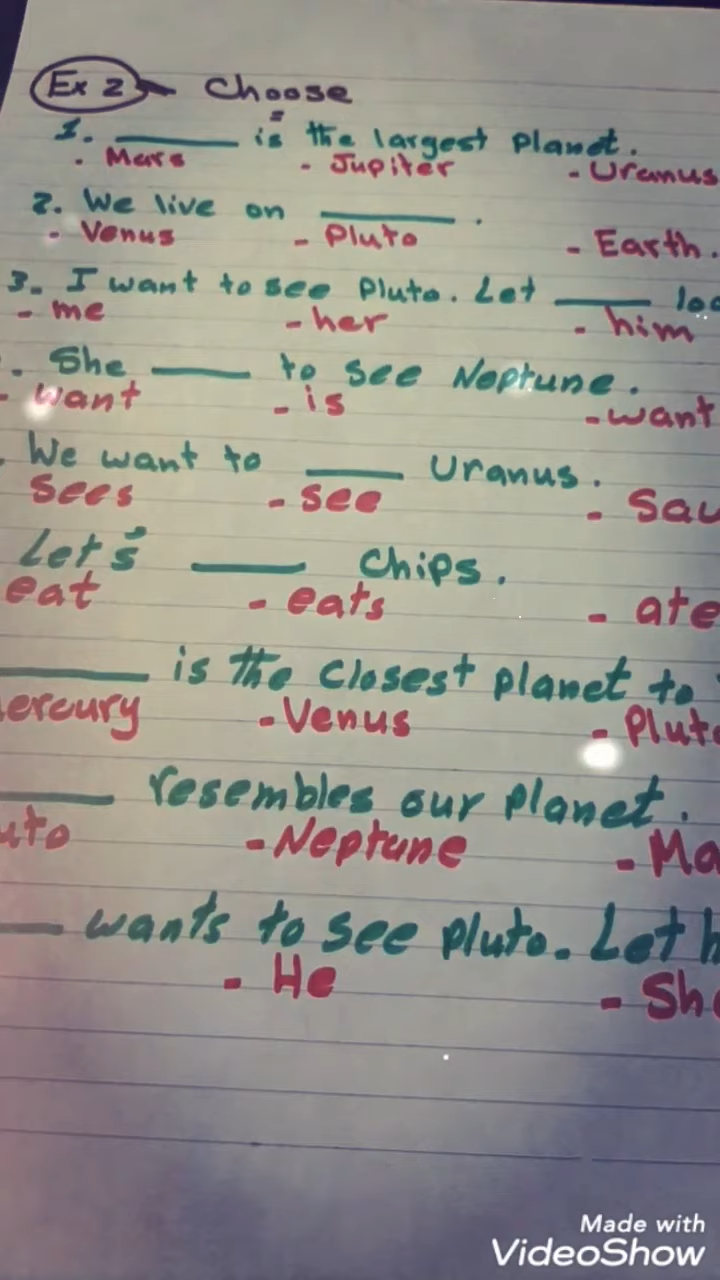 Ex 2 Choose
1. ______ is the largest planet.
. Mars - Jupiter - Uranus
2. We live on ______ .
- Venus - Pluto - Earth.
3. I want to see Pluto. Let ______
- me - her - him
. She ______ to see Neptune.
- want - is - want
. We want to ______ Uranus.
sees - see
Let's ______ chips.
eat - eats - ate
______ is the closest planet to
ercury - Venus - Plut
______ resembles our planet.
uto - Neptune - Ma
______ wants to see pluto. Let h
- He - Sh
Made with
VideoShow